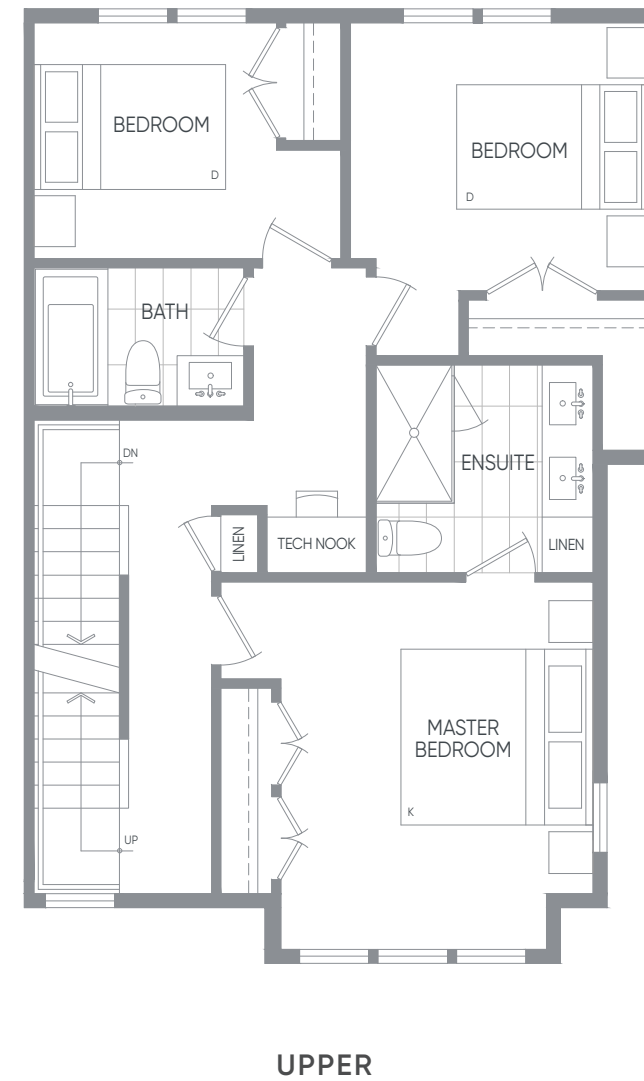 BEDROOM
D
BEDROOM
D
BATH
DN
ENSUITE
LINEN
TECH NOOK
LINEN
MASTER
BEDROOM
K
UP
UPPER